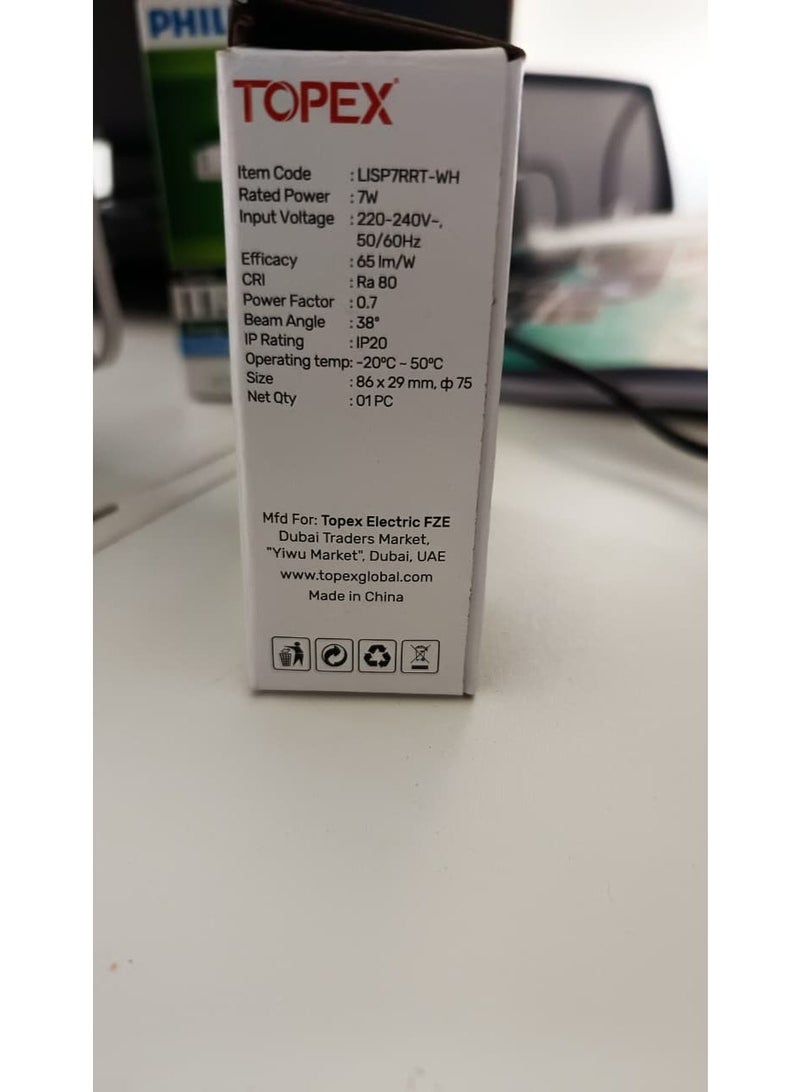 PHIL
TOPEX®
Item Code : LISP7RRT-WH
Rated Power : 7W
Input Voltage : 220-240V~,
50/60Hz
Efficacy : 65 lm/W
CRI : Ra 80
Power Factor : 0.7
Beam Angle : 38°
IP Rating : IP20
Operating temp: -20ºC ~ 50ºC
Size : 86 x 29 mm, ф 75
Net Qty : 01 PC
Mfd For: Topex Electric FZE
Dubai Traders Market,
"Yiwu Market", Dubai, UAE
www.topexglobal.com
Made in China